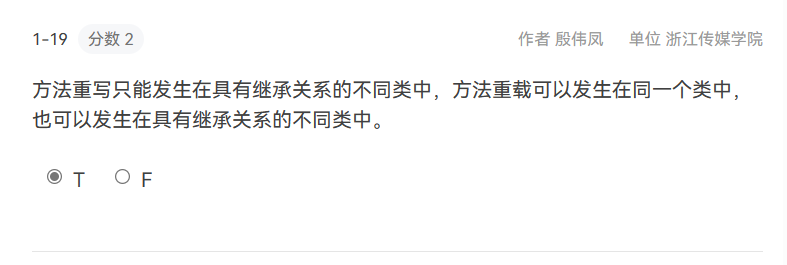 1-19 分数 2 作者 殷伟凤 单位 浙江传媒学院
方法重写只能发生在具有继承关系的不同类中，方法重载可以发生在同一个类中，
也可以发生在具有继承关系的不同类中。
T F